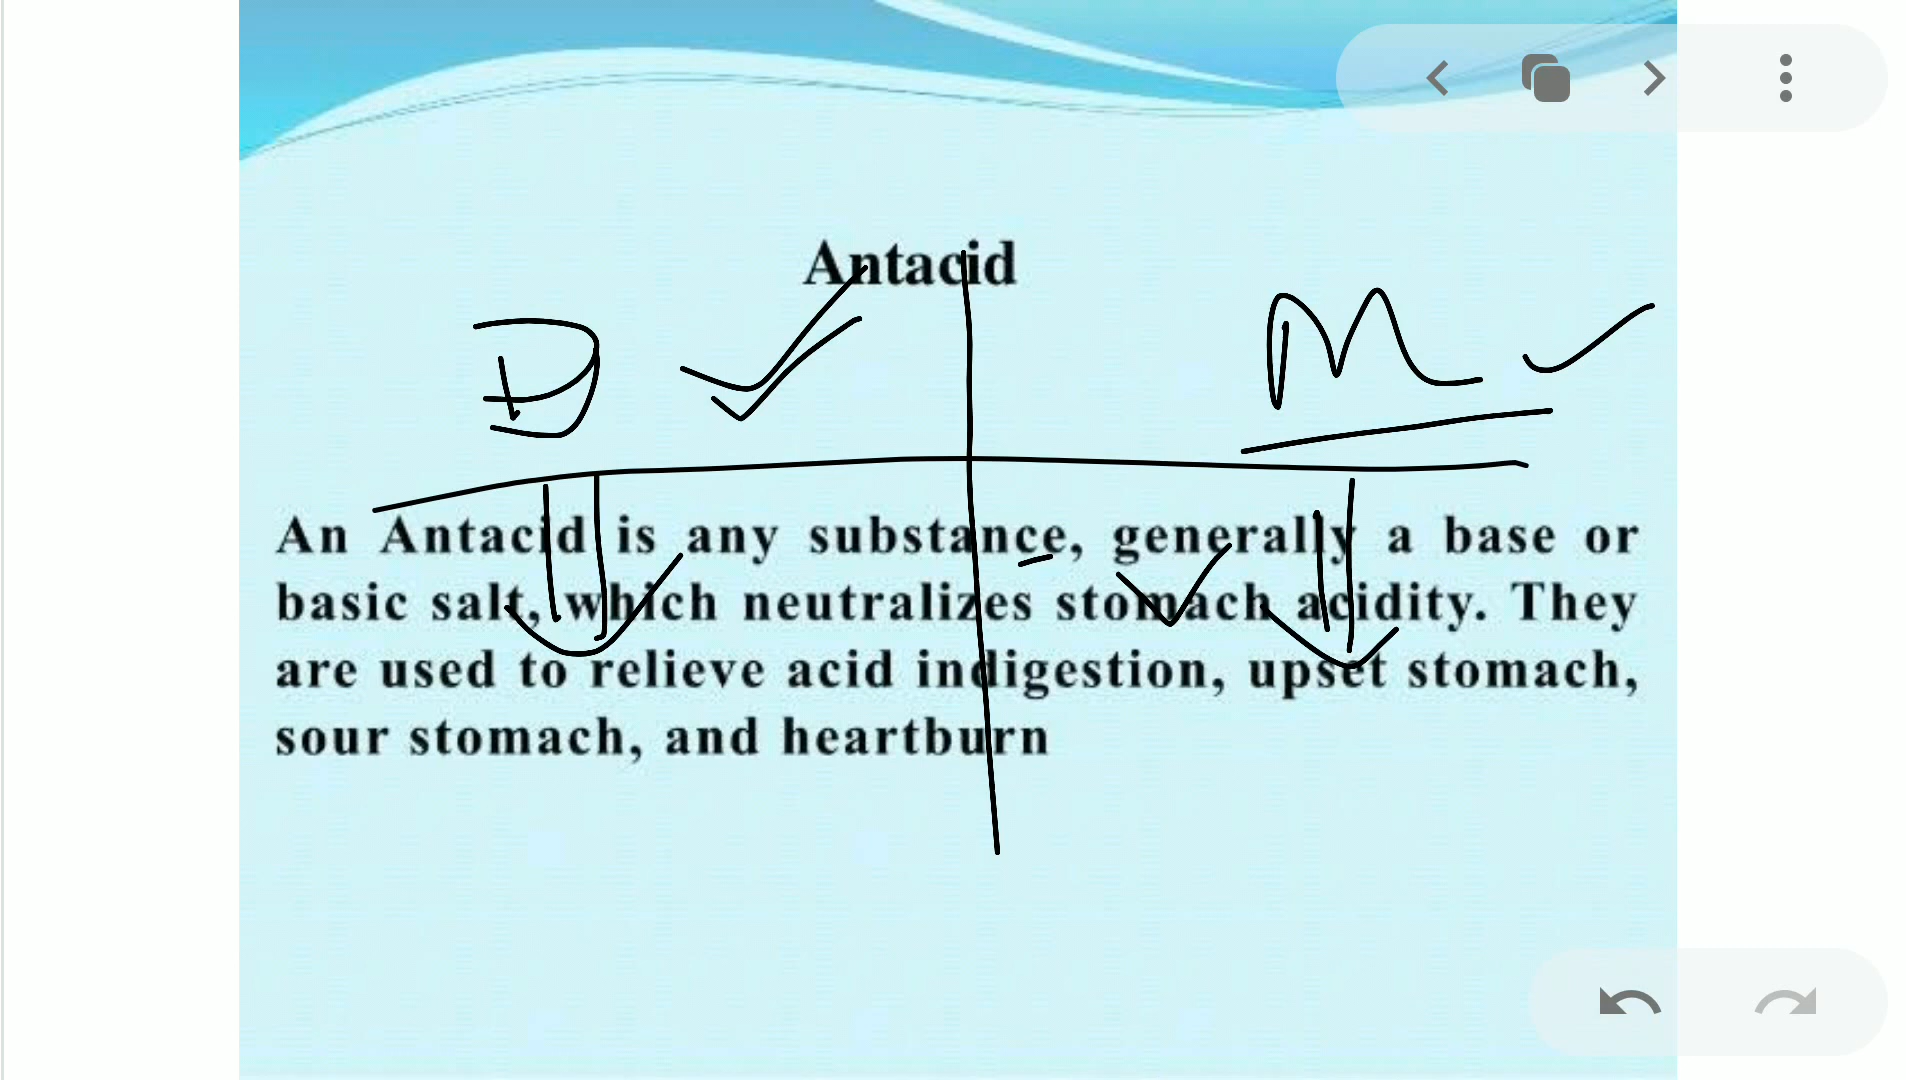 Antacid
D M
An Antacid is any substance, generally a base or
basic salt, which neutralizes stomach acidity. They
are used to relieve acid indigestion, upset stomach,
sour stomach, and heartburn